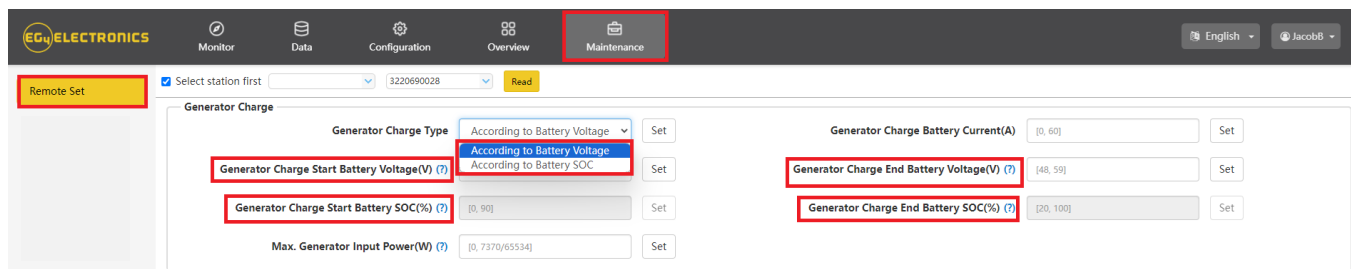 EG4 ELECTRONICS
Monitor
Data
Configuration
Overview
Maintenance
English
JacobB
Remote Set
Select station first
3220690028
Read
Generator Charge
Generator Charge Type
According to Battery Voltage
Set
Generator Charge Battery Current(A)
[0, 60]
Set
According to Battery Voltage
According to Battery SOC
Generator Charge Start Battery Voltage(V) (?)
Set
Generator Charge End Battery Voltage(V) (?)
[48, 59]
Set
Generator Charge Start Battery SOC(%) (?)
[0, 90]
Set
Generator Charge End Battery SOC(%) (?)
[20, 100]
Set
Max. Generator Input Power(W) (?)
[0, 7370/65534]
Set